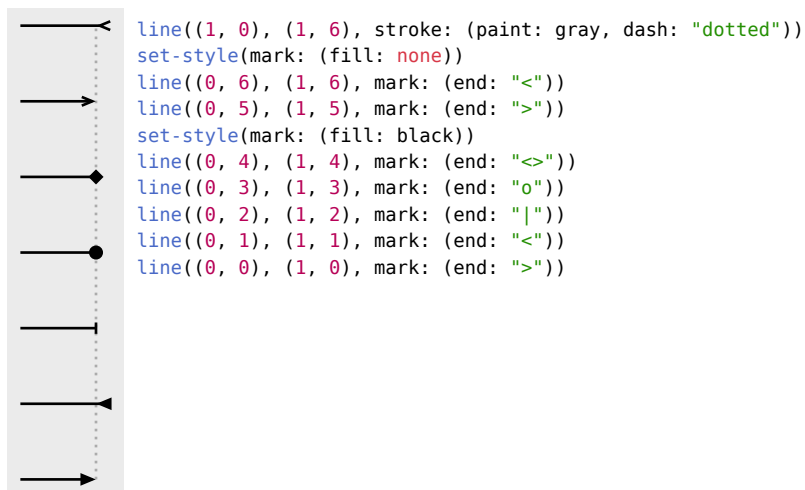 line((1, 0), (1, 6), stroke: (paint: gray, dash: "dotted"))
set-style(mark: (fill: none))
line((0, 6), (1, 6), mark: (end: "<"))
line((0, 5), (1, 5), mark: (end: ">"))
set-style(mark: (fill: black))
line((0, 4), (1, 4), mark: (end: "<>"))
line((0, 3), (1, 3), mark: (end: "o"))
line((0, 2), (1, 2), mark: (end: "|"))
line((0, 1), (1, 1), mark: (end: "<"))
line((0, 0), (1, 0), mark: (end: ">"))